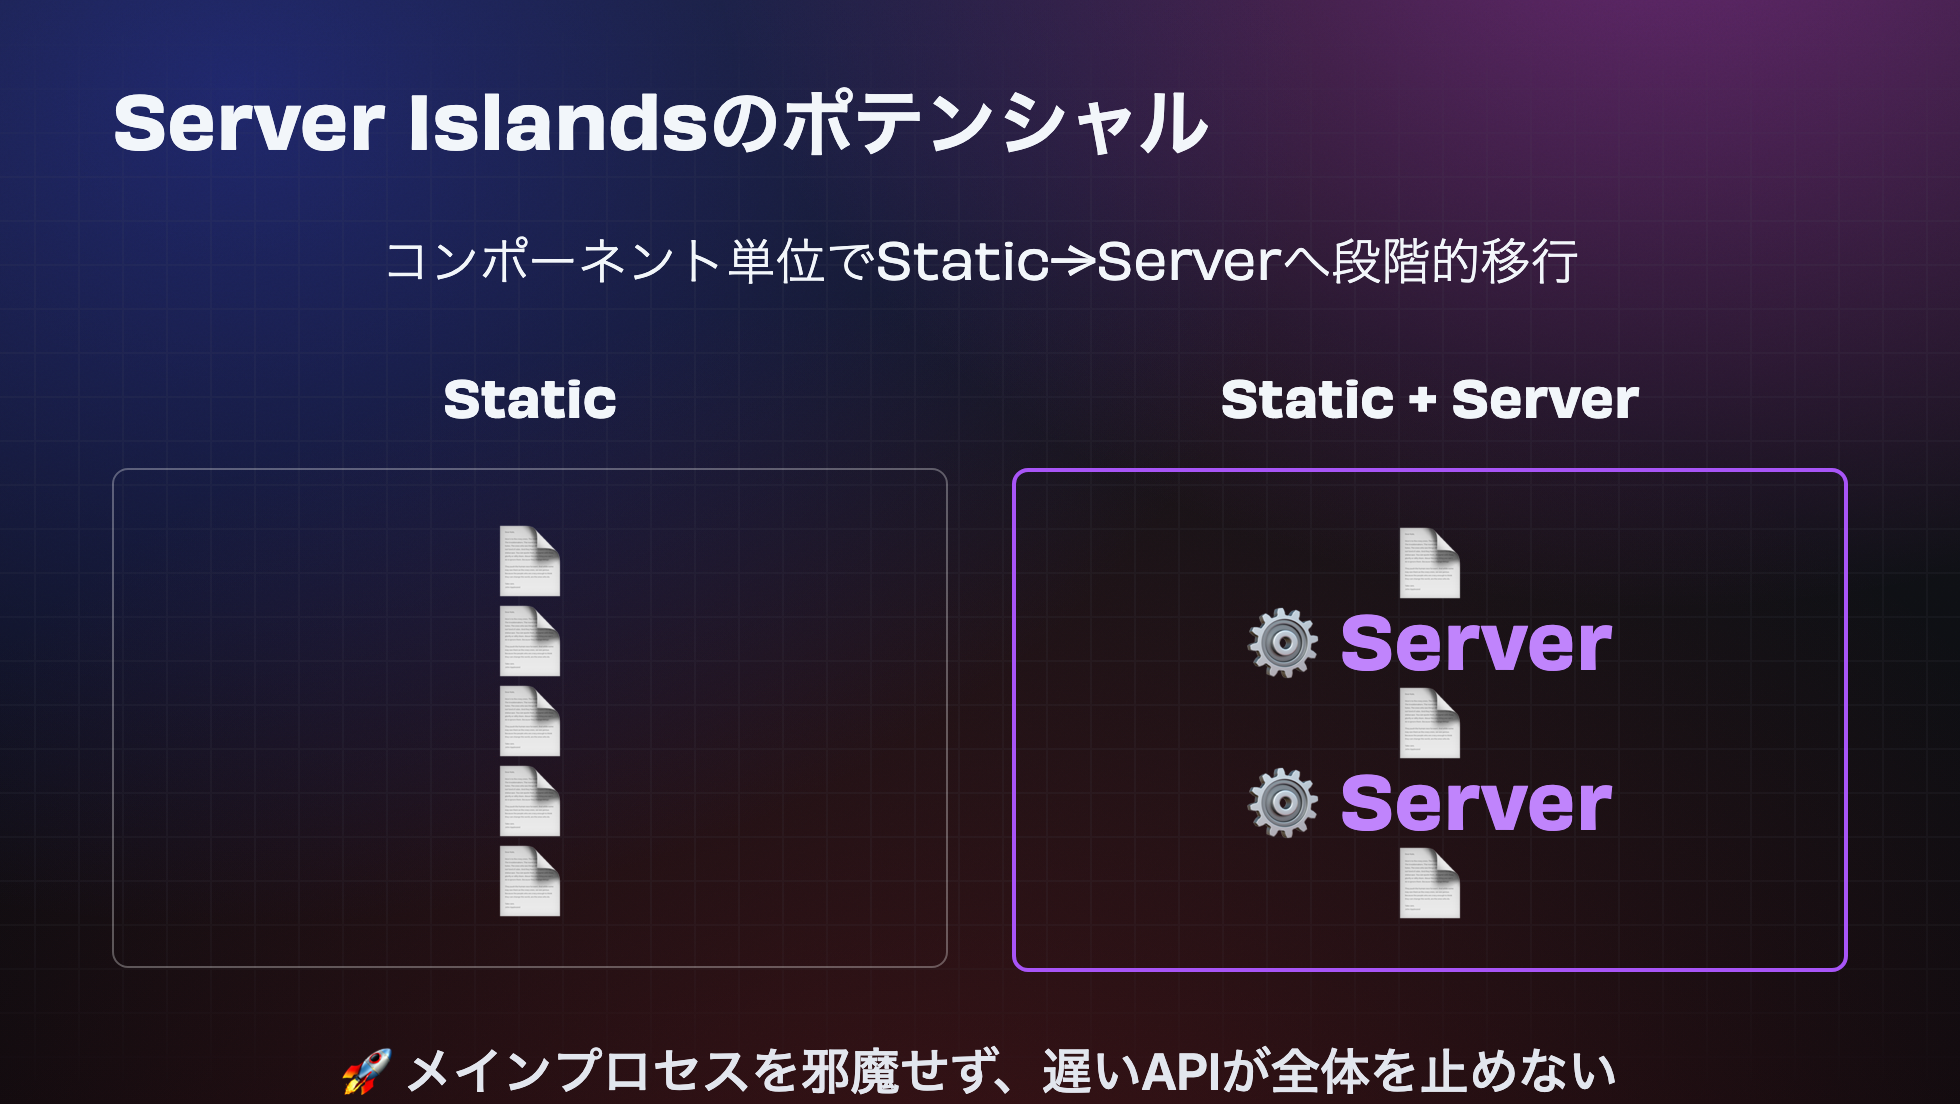 Server Islandsのポテンシャル
コンポーネント単位でStatic→Serverへ段階的移行
Static
Static + Server
⚙️ Server
⚙️ Server
🚀 メインプロセスを邪魔せず、遅いAPIが全体を止めない